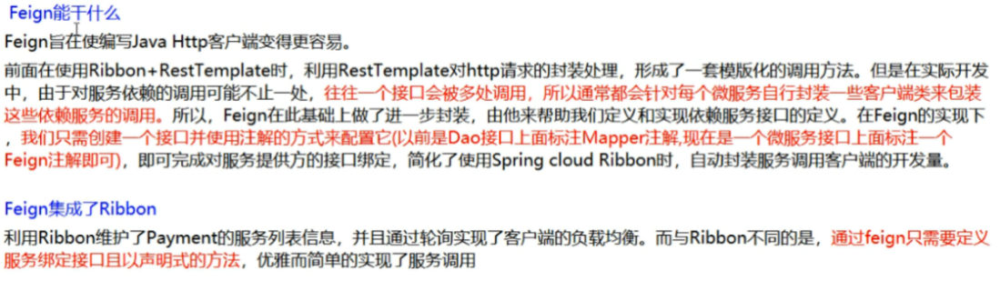 Feign能干什么
Feign旨在使编写Java Http客户端变得更容易。
前面在使用Ribbon+RestTemplate时，利用RestTemplate对http请求的封装处理，形成了一套模版化的调用方法。但是在实际开发
中，由于对服务依赖的调用可能不止一处，往往一个接口会被多处调用，所以通常都会针对每个微服务自行封装一些客户端类来包装
这些依赖服务的调用。所以，Feign在此基础上做了进一步封装，由他来帮助我们定义和实现依赖服务接口的定义。在Feign的实现下
，我们只需创建一个接口并使用注解的方式来配置它(以前是Dao接口上面标注Mapper注解,现在是一个微服务接口上面标注一个
Feign注解即可)，即可完成对服务提供方的接口绑定，简化了使用Spring cloud Ribbon时，自动封装服务调用客户端的开发量。
Feign集成了Ribbon
利用Ribbon维护了Payment的服务列表信息，并且通过轮询实现了客户端的负载均衡。而与Ribbon不同的是，通过feign只需要定义
服务绑定接口且以声明式的方法，优雅而简单的实现了服务调用